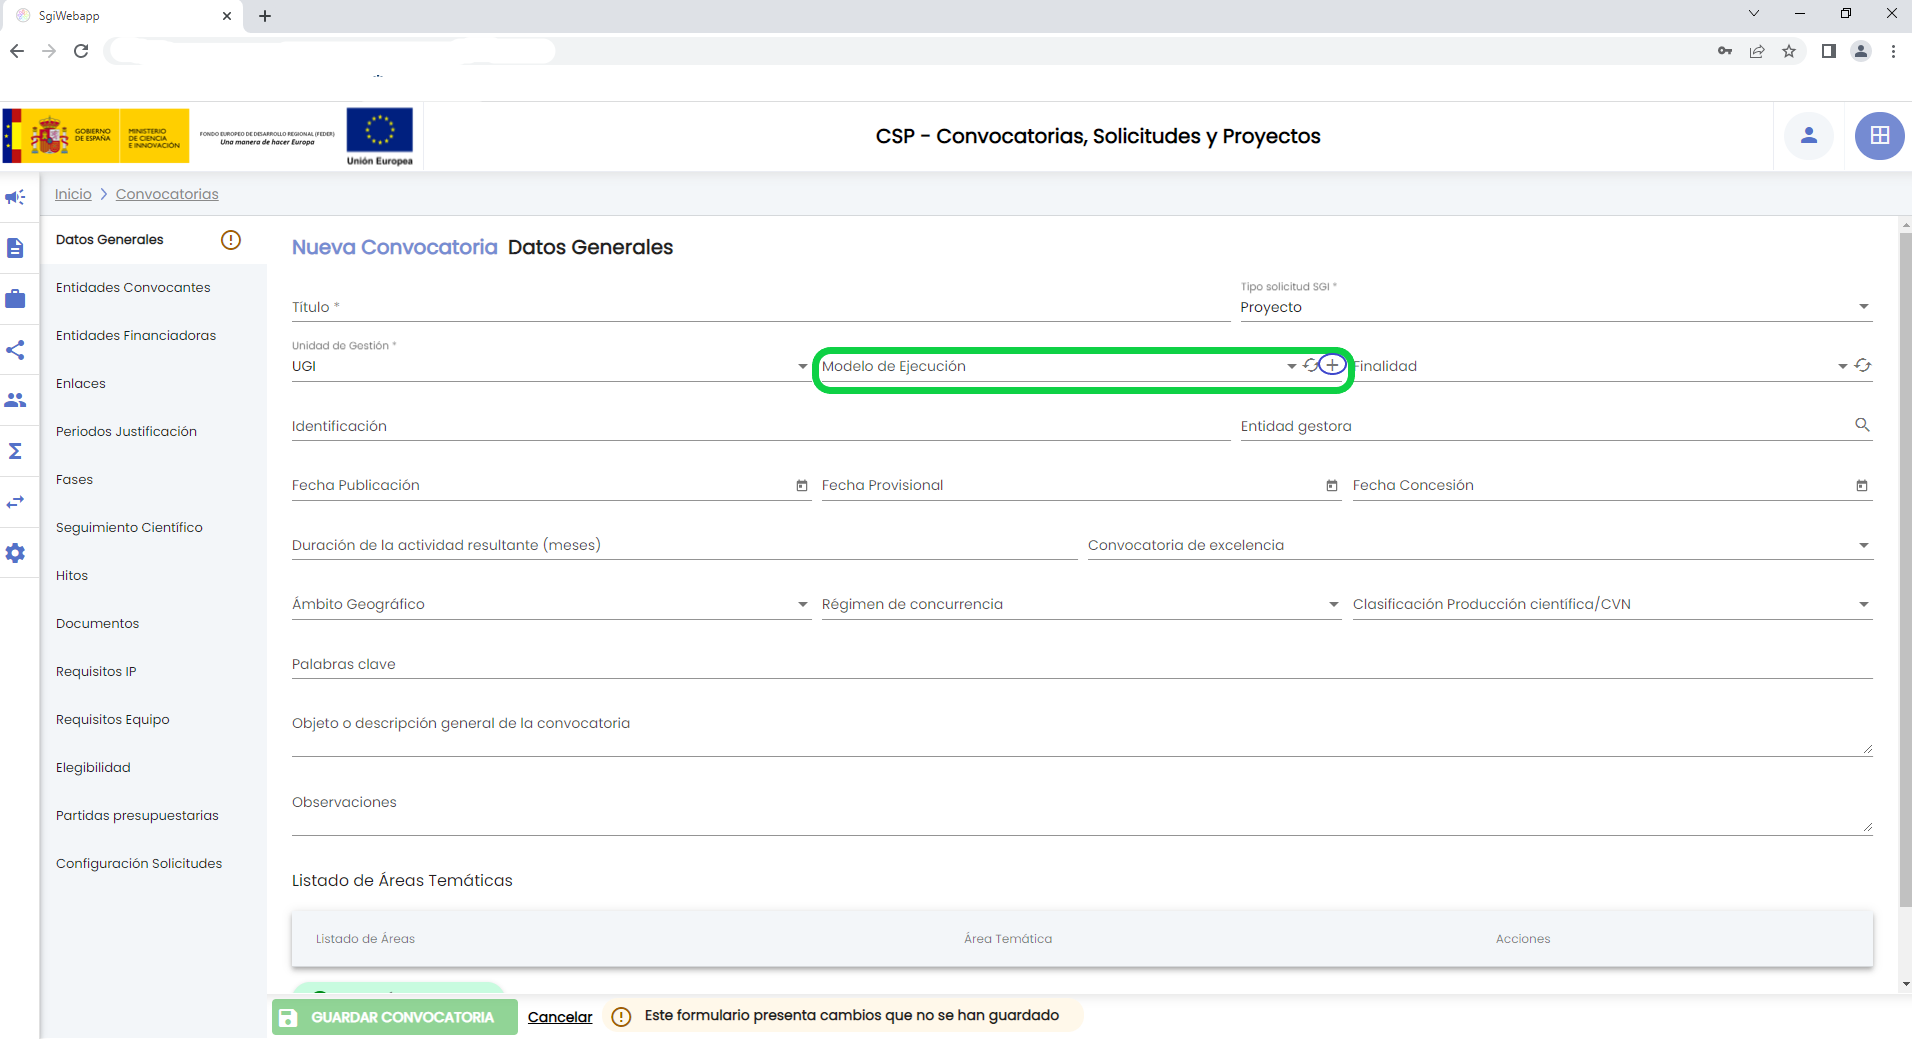 SgiWebapp
GOBIERNO
DE ESPAÑA
MINISTERIO
DE CIENCIA
E INNOVACIÓN
FONDO EUROPEO DE DESARROLLO REGIONAL (FEDER)
Una manera de hacer Europa
Unión Europea
CSP - Convocatorias, Solicitudes y Proyectos
Inicio
Convocatorias
Datos Generales
Entidades Convocantes
Entidades Financiadoras
Enlaces
Periodos Justificación
Fases
Seguimiento Científico
Hitos
Documentos
Requisitos IP
Requisitos Equipo
Elegibilidad
Partidas presupuestarias
Configuración Solicitudes
Nueva Convocatoria Datos Generales
Título *
Tipo solicitud SGI *
Proyecto
Unidad de Gestión *
UGI
Modelo de Ejecución
Finalidad
Identificación
Entidad gestora
Fecha Publicación
Fecha Provisional
Fecha Concesión
Duración de la actividad resultante (meses)
Convocatoria de excelencia
Ámbito Geográfico
Régimen de concurrencia
Clasificación Producción científica/CVN
Palabras clave
Objeto o descripción general de la convocatoria
Observaciones
Listado de Áreas Temáticas
Listado de Áreas
Área Temática
Acciones
GUARDAR CONVOCATORIA
Cancelar
Este formulario presenta cambios que no se han guardado